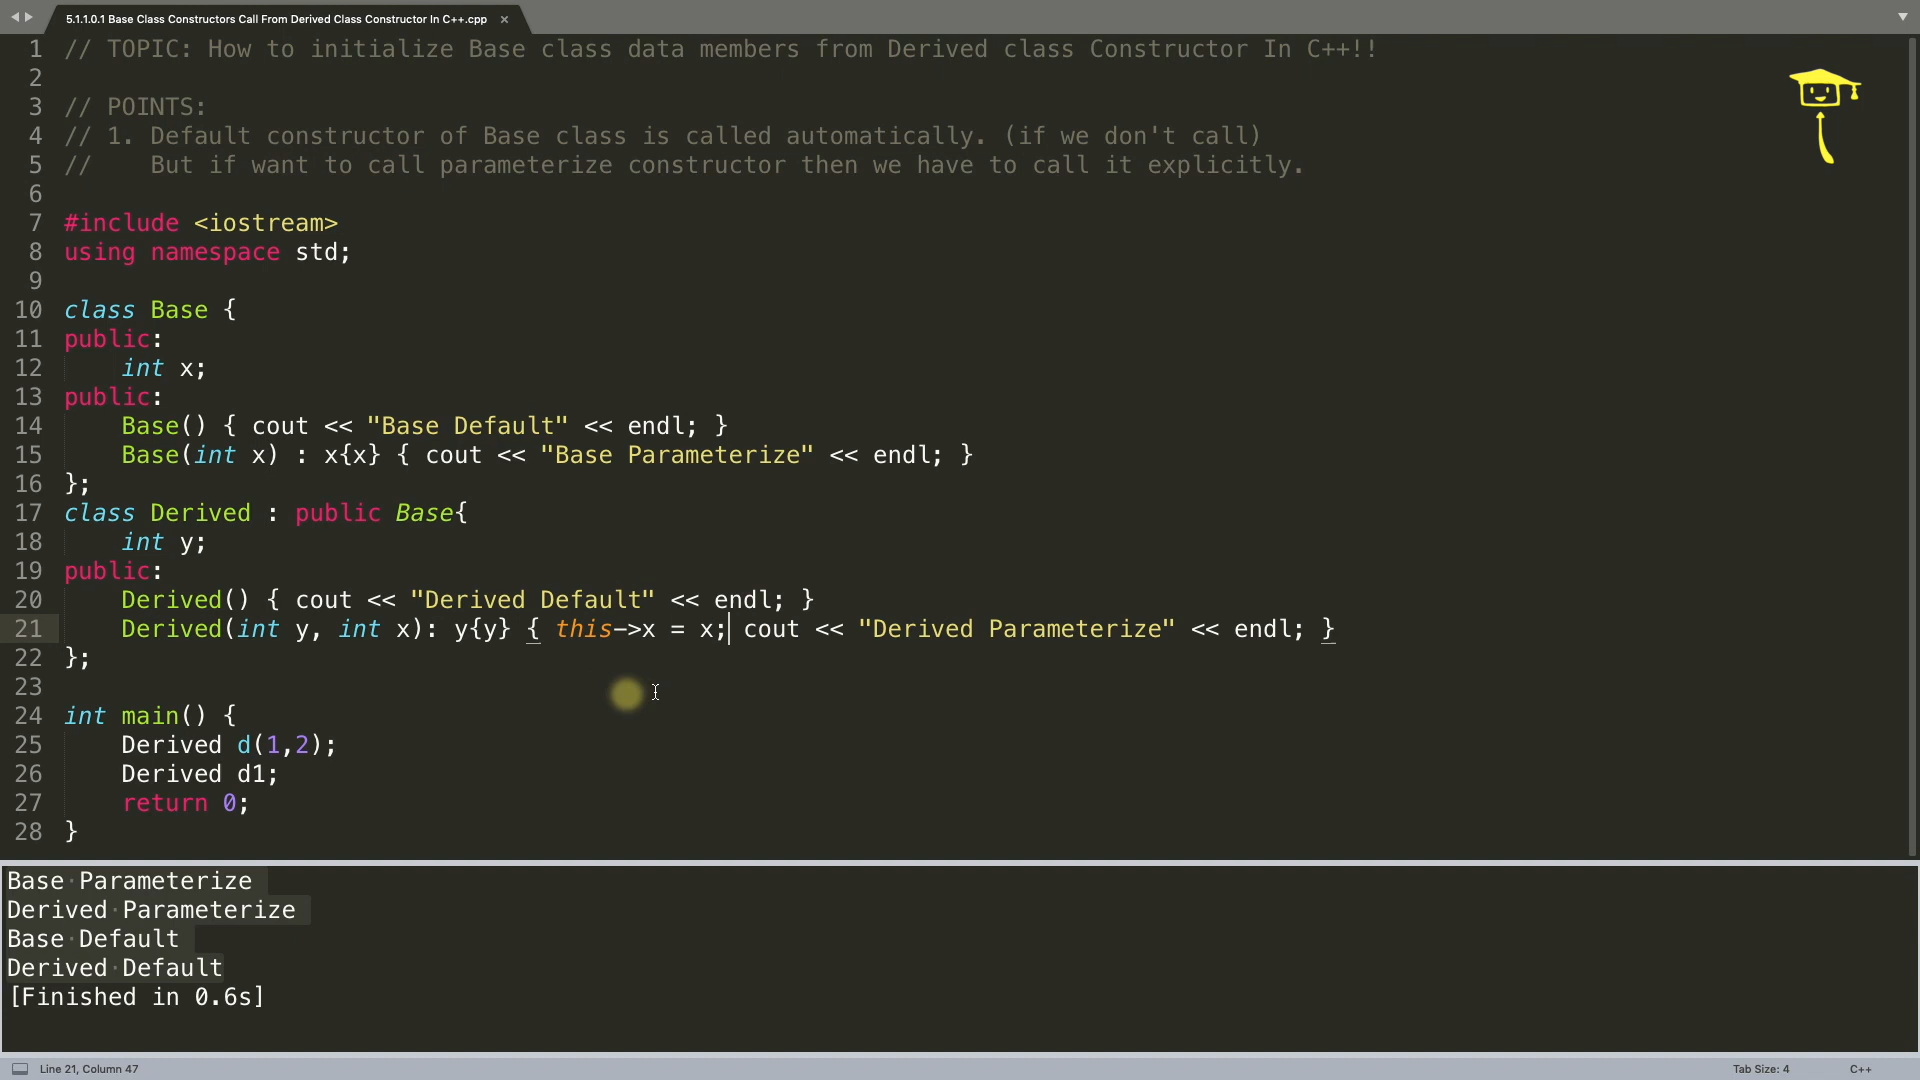 5.1.1.0.1 Base Class Constructors Call From Derived Class Constructor In C++.cpp ×
1 // TOPIC: How to initialize Base class data members from Derived class Constructor In C++!!
2
3 // POINTS:
4 // 1. Default constructor of Base class is called automatically. (if we don't call)
5 //    But if want to call parameterize constructor then we have to call it explicitly.
6
7 #include <iostream>
8 using namespace std;
9
10 class Base {
11 public:
12     int x;
13 public:
14     Base() { cout << "Base Default" << endl; }
15     Base(int x) : x{x} { cout << "Base Parameterize" << endl; }
16 };
17 class Derived : public Base{
18     int y;
19 public:
20     Derived() { cout << "Derived Default" << endl; }
21     Derived(int y, int x): y{y} { this->x = x; cout << "Derived Parameterize" << endl; }
22 };
23
24 int main() {
25     Derived d(1,2);
26     Derived d1;
27     return 0;
28 }
Base Parameterize
Derived Parameterize
Base Default
Derived Default
[Finished in 0.6s]
Line 21, Column 47 Tab Size: 4 C++